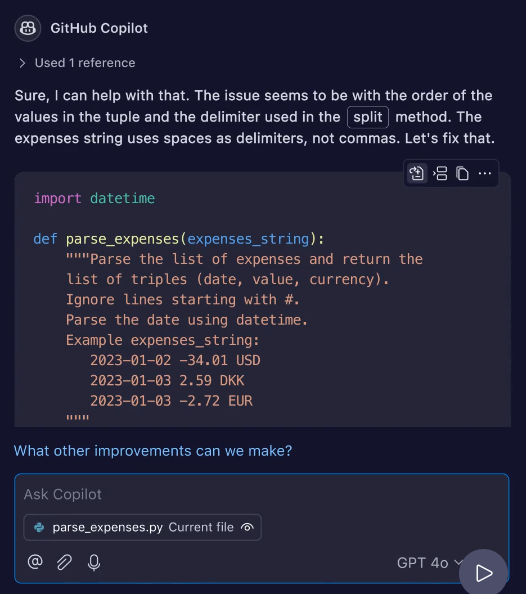 GitHub Copilot
Used 1 reference
Sure, I can help with that. The issue seems to be with the order of the
values in the tuple and the delimiter used in the split method. The
expenses string uses spaces as delimiters, not commas. Let's fix that.
import datetime
def parse_expenses(expenses_string):
"""Parse the list of expenses and return the
list of triples (date, value, currency).
Ignore lines starting with #.
Parse the date using datetime.
Example expenses_string:
2023-01-02 -34.01 USD
2023-01-03 2.59 DKK
2023-01-03 -2.72 EUR
"""
What other improvements can we make?
Ask Copilot
parse_expenses.py Current file
GPT 4o